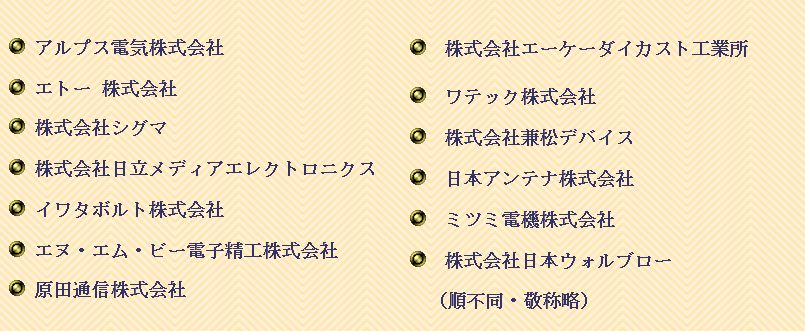 アルプス電気株式会社
エトー 株式会社
株式会社シグマ
株式会社日立メディアエレクトロニクス
イワタボルト株式会社
エヌ・エム・ビー電子精工株式会社
原田通信株式会社
株式会社エーケーダイカスト工業所
ワテック株式会社
株式会社兼松デバイス
日本アンテナ株式会社
ミツミ電機株式会社
株式会社日本ウォルブロー
（順不同・敬称略）